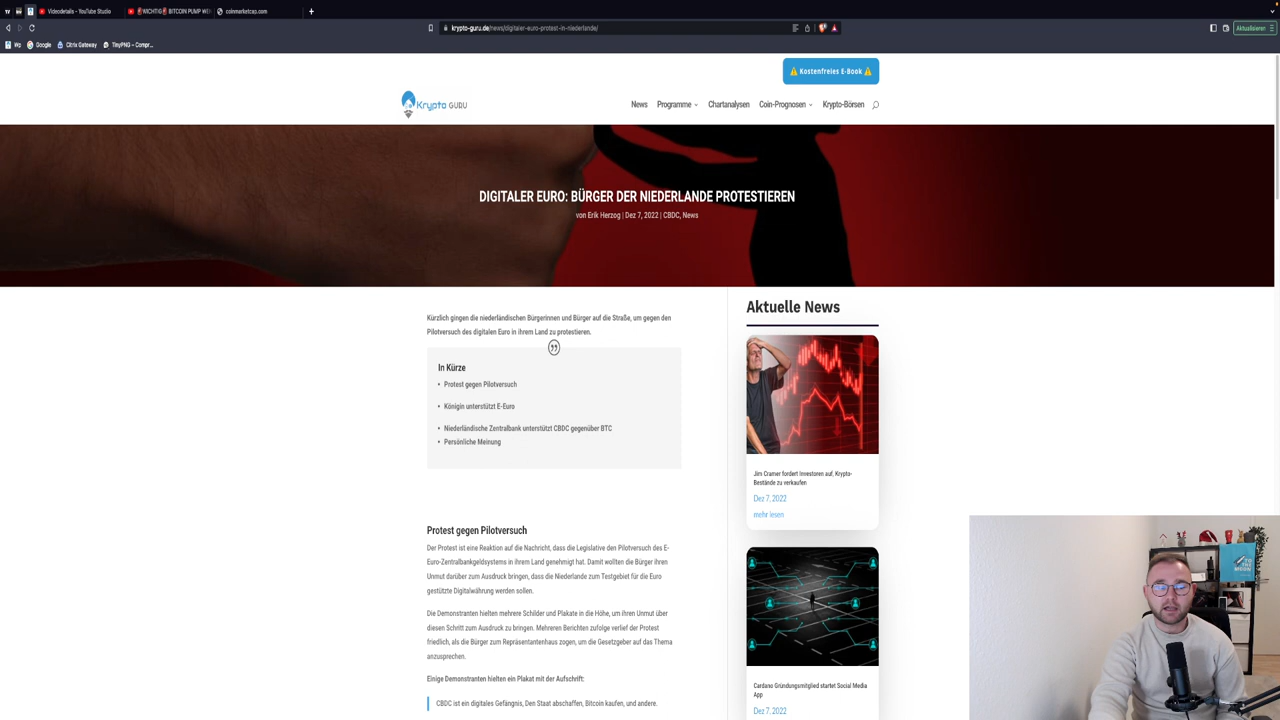 Videodetails - YouTube Studio
WICHTIG BITCOIN PUMP
coinmarketcap.com
krypto-guru.de/news/digitaler-euro-protest-in-niederlande/
Aktualisieren
Wp
Google
Citrix Gateway
TinyPNG – Compr...
Kostenfreies E-Book
Krypto GURU
News Programme Chartanalysen Coin-Prognosen Krypto-Börsen
DIGITALER EURO: BÜRGER DER NIEDERLANDE PROTESTIEREN
von Erik Herzog | Dez 7, 2022 | CBDC, News
Kürzlich gingen die niederländischen Bürgerinnen und Bürger auf die Straße, um gegen den
Pilotversuch des digitalen Euro in ihrem Land zu protestieren.
In Kürze
• Protest gegen Pilotversuch
• Königin unterstützt E-Euro
• Niederländische Zentralbank unterstützt CBDC gegenüber BTC
• Persönliche Meinung
Protest gegen Pilotversuch
Der Protest ist eine Reaktion auf die Nachricht, dass die Legislative den Pilotversuch des E-
Euro-Zentralbankgeldsystems in ihrem Land genehmigt hat. Damit wollten die Bürger ihren
Unmut darüber zum Ausdruck bringen, dass die Niederlande zum Testgebiet für die Euro
gestützte Digitalwährung werden sollen.
Die Demonstranten hielten mehrere Schilder und Plakate in die Höhe, um ihren Unmut über
diesen Schritt zum Ausdruck zu bringen. Mehreren Berichten zufolge verlief der Protest
friedlich, als die Bürger zum Repräsentantenhaus zogen, um die Gesetzgeber auf das Thema
anzusprechen.
Einige Demonstranten hielten ein Plakat mit der Aufschrift:
CBDC ist ein digitales Gefängnis, Den Staat abschaffen, Bitcoin kaufen, und andere.
Aktuelle News
Jim Cramer fordert Investoren auf, Krypto-
Bestände zu verkaufen
Dez 7, 2022
mehr lesen
Cardano Gründungsmitglied startet Social Media
App
Dez 7, 2022